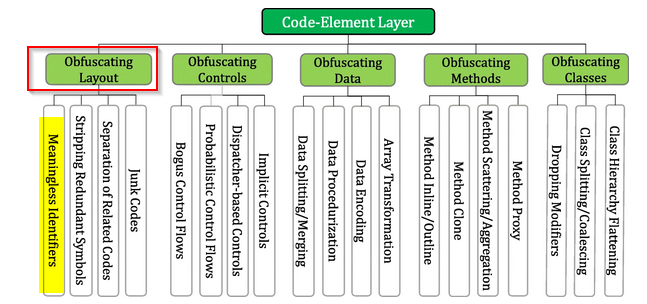 Code-Element Layer
Obfuscating
Layout
Obfuscating
Controls
Obfuscating
Data
Obfuscating
Methods
Obfuscating
Classes
Meaningless Identifiers
Stripping Redundant Symbols
Separation of Related Codes
Junk Codes
Bogus Control Flows
Probabilistic Control Flows
Dispatcher-based Controls
Implicit Controls
Data Splitting/Merging
Data Procedurization
Data Encoding
Array Transformation
Method Inline/Outline
Method Clone
Method Scattering/Aggregation
Method Proxy
Dropping Modifiers
Class Splitting/Coalescing
Class Hierarchy Flattening